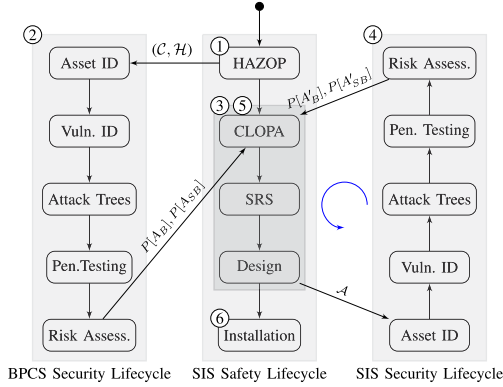 ② ① ④
(𝒞, ℋ)
Asset ID
HAZOP
Risk Assess.
P[A′_B], P[A′_SB]
③ ⑤
Vuln. ID
CLOPA
Pen. Testing
P[A_B], P[A_SB]
Attack Trees
SRS
Attack Trees
Pen.Testing
Design
Vuln. ID
𝒜
⑥
Risk Assess.
Installation
Asset ID
BPCS Security Lifecycle
SIS Safety Lifecycle
SIS Security Lifecycle